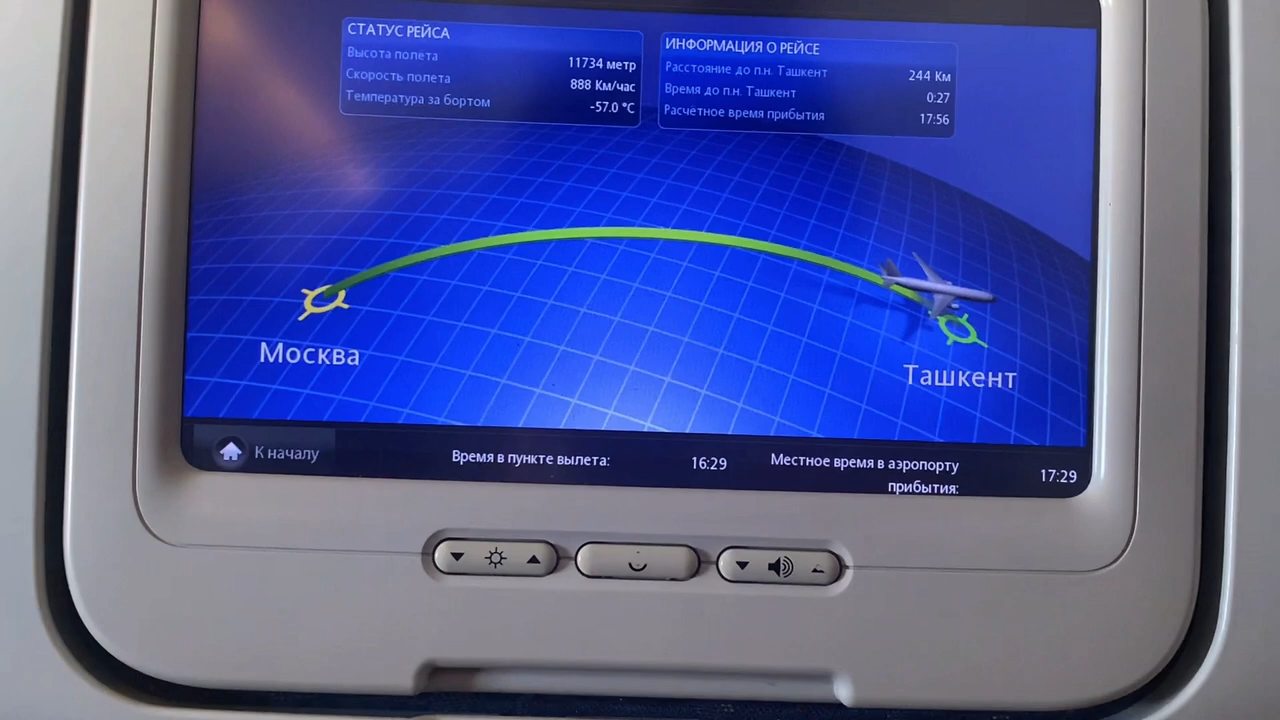 СТАТУС РЕЙСА
Высота полёта 11734 метр
Скорость полета 888 Км/час
Температура за бортом -57.0 °C
ИНФОРМАЦИЯ О РЕЙСЕ
Расстояние до п.н. Ташкент 244 Км
Время до п.н. Ташкент 0:27
Расчётное время прибытия 17:56
Москва
Ташкент
К началу
Время в пункте вылета: 16:29
Местное время в аэропорту
прибытия: 17:29